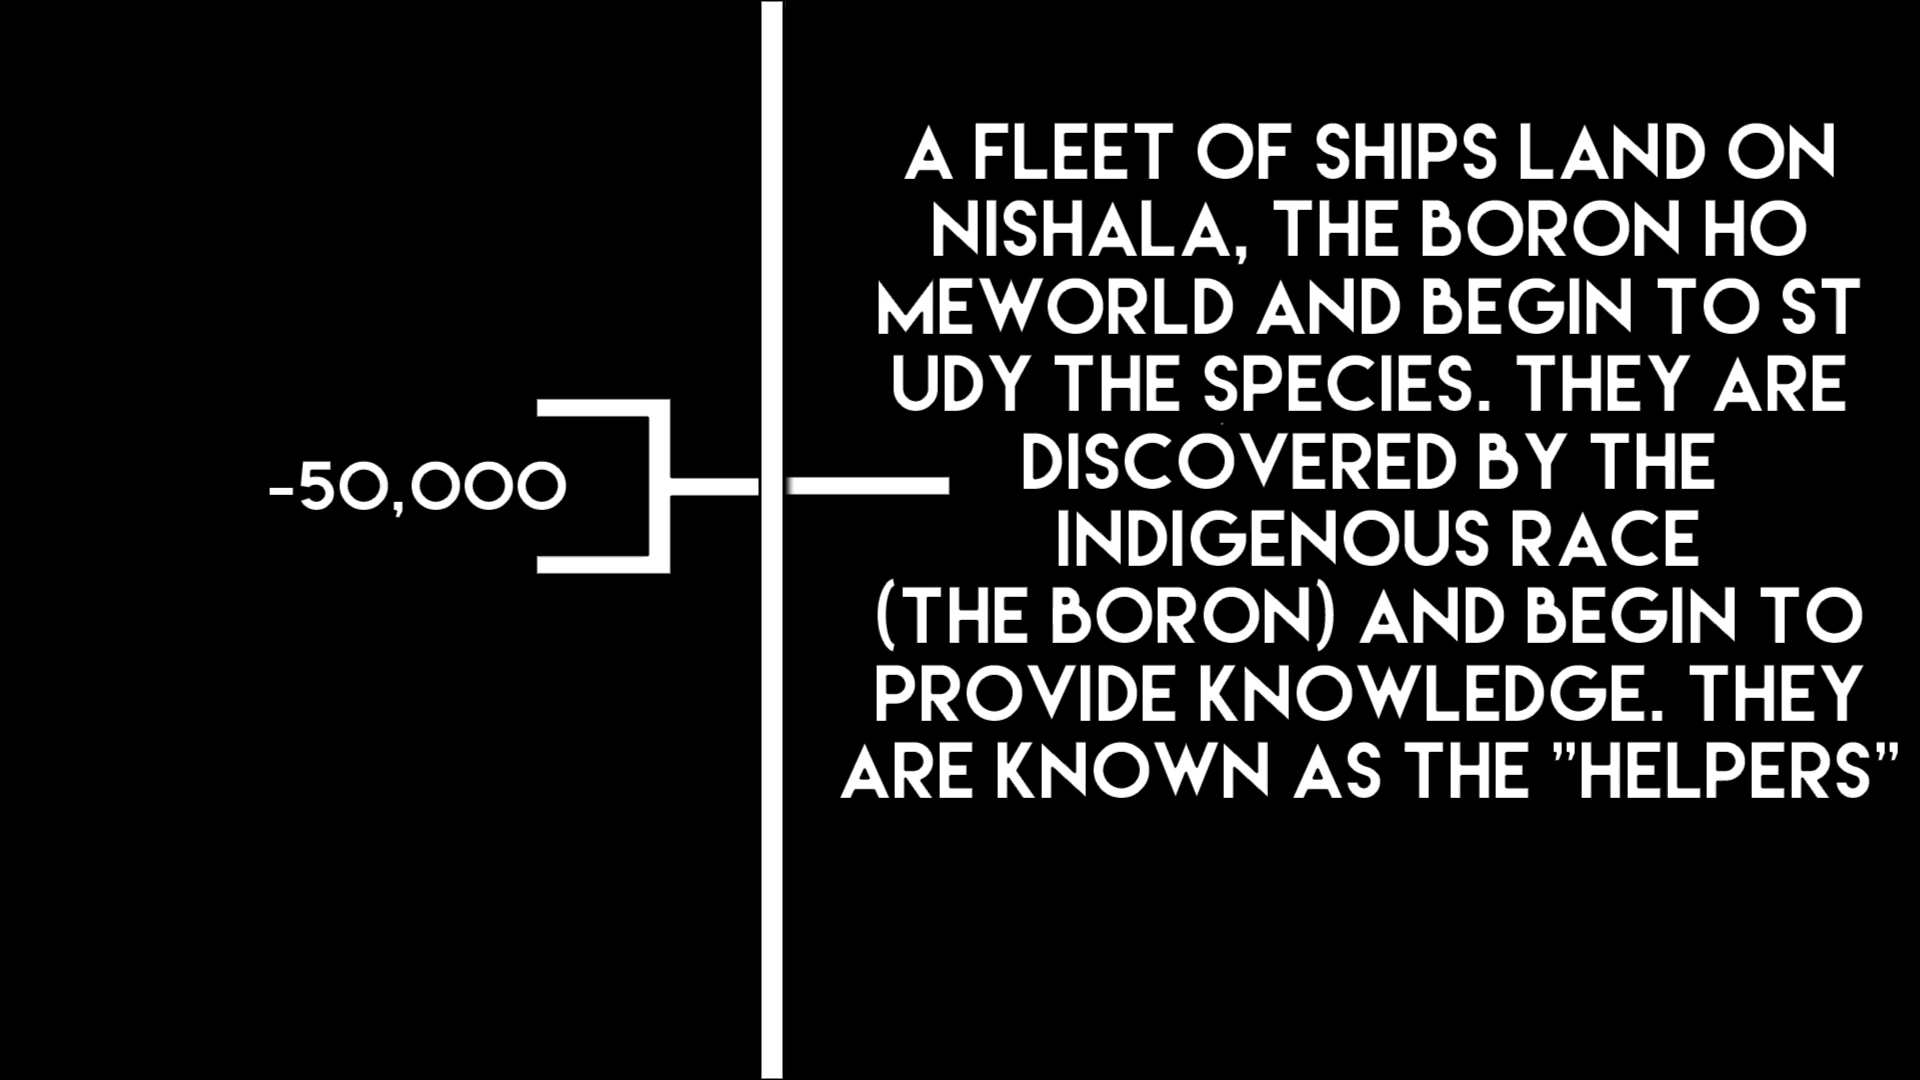 -50,000
A FLEET OF SHIPS LAND ON
NISHALA, THE BORON HO
MEWORLD AND BEGIN TO ST
UDY THE SPECIES. THEY ARE
DISCOVERED BY THE
INDIGENOUS RACE
(THE BORON) AND BEGIN TO
PROVIDE KNOWLEDGE. THEY
ARE KNOWN AS THE "HELPERS"